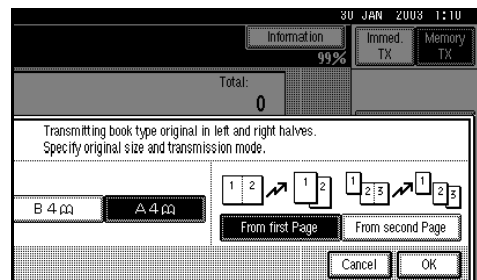 30 JAN 2003 1:10
Information
99%
Immed. TX
Memory TX
Total:
0
Transmitting book type original in left and right halves.
Specify original size and transmission mode.
B4
A4
1 2 1 2
1 2 3 1 2 3
From first Page
From second Page
Cancel
OK